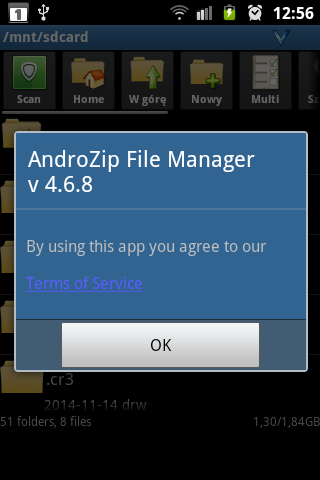 1
12:56
/mnt/sdcard
Scan
Home
W górę
Nowy
Multi
AndroZip File Manager
v 4.6.8
By using this app you agree to our
Terms of Service
OK
.cr3
2014-11-14 drw
51 folders, 8 files
1,30/1,84GB